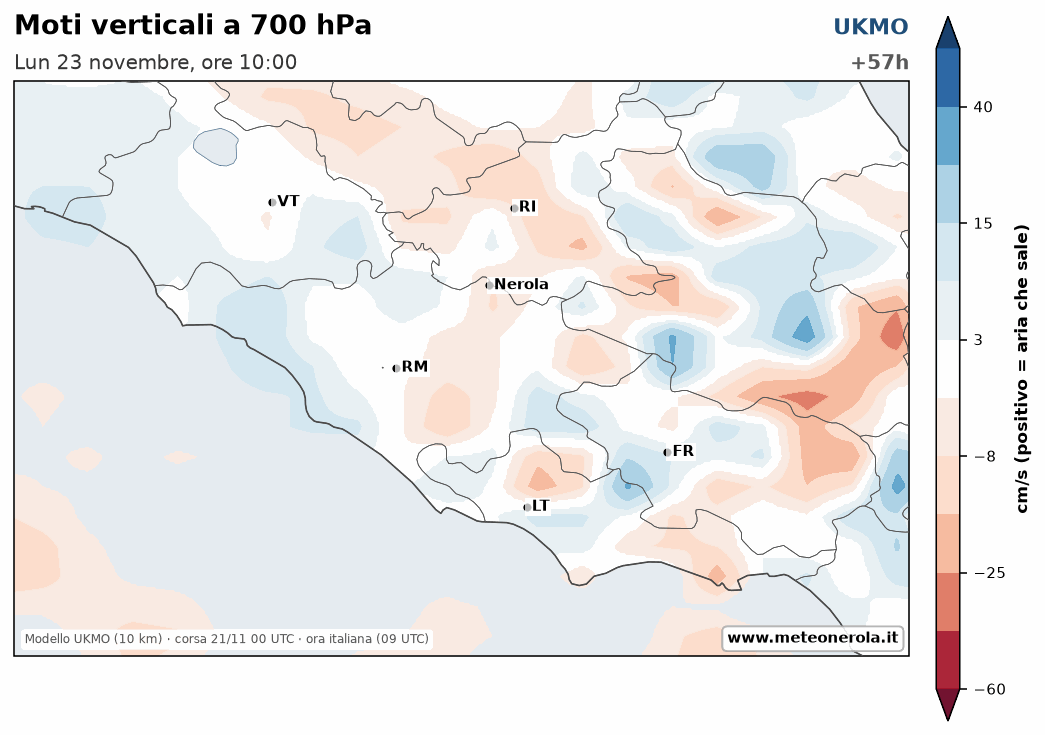 Moti verticali a 700 hPa
UKMO
Lun 23 novembre, ore 10:00
+57h
VT
RI
Nerola
RM
FR
LT
40
15
3
−8
−25
−60
cm/s (positivo = aria che sale)
Modello UKMO (10 km) · corsa 21/11 00 UTC · ora italiana (09 UTC)
www.meteonerola.it